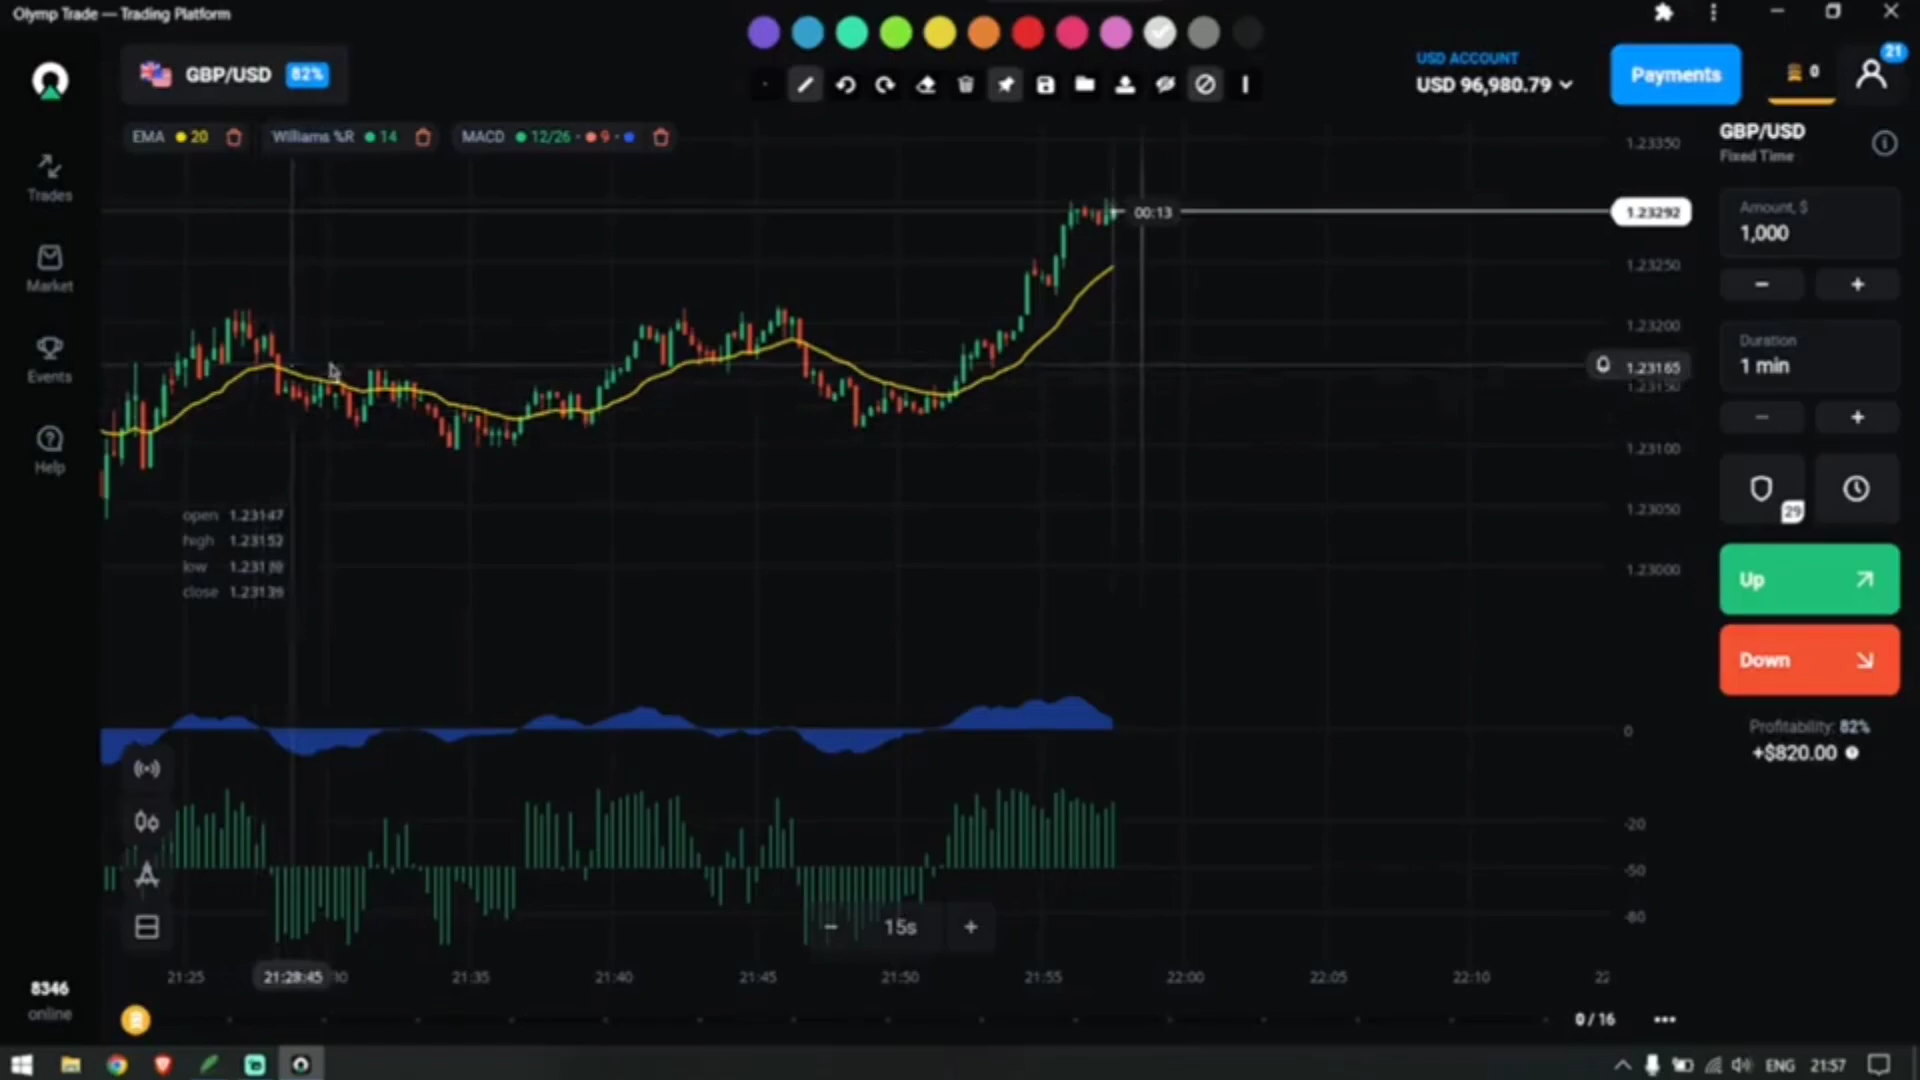 Olymp Trade — Trading Platform
GBP/USD 82%
USD ACCOUNT
USD 96,980.79
Payments
0
21
EMA 20
Williams %R 14
MACD 12/26 · 9 ·
GBP/USD
Fixed Time
Trades
Market
Events
Help
1.23350
00:13
1.23292
1.23250
1.23200
1.23165
1.23150
1.23100
1.23050
1.23000
open 1.23147
high 1.23152
low
close
Amount, $
1,000
Duration
1 min
29
Up
Down
Profitability: 82%
+$820.00
0
-20
-50
-80
15s
21:25
21:28:45
21:35
21:40
21:45
21:50
21:55
22:00
22:05
22:10
22
8346
online
0 / 16
ENG
21:57